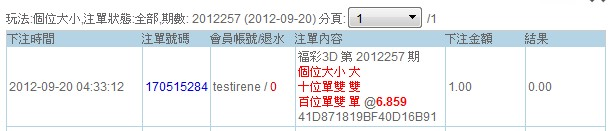 玩法:個位大小,注單狀態:全部,期數: 2012257 (2012-09-20) 分頁: 1 /1
下注時間 注單號碼 會員帳號/退水 注單內容 下注金額 結果
福彩3D 第 2012257 期
個位大小 大
2012-09-20 04:33:12 170515284 testirene / 0 十位單雙 雙 1.00 0.00
百位單雙 單 @6.859
41D871819BF40D16B91